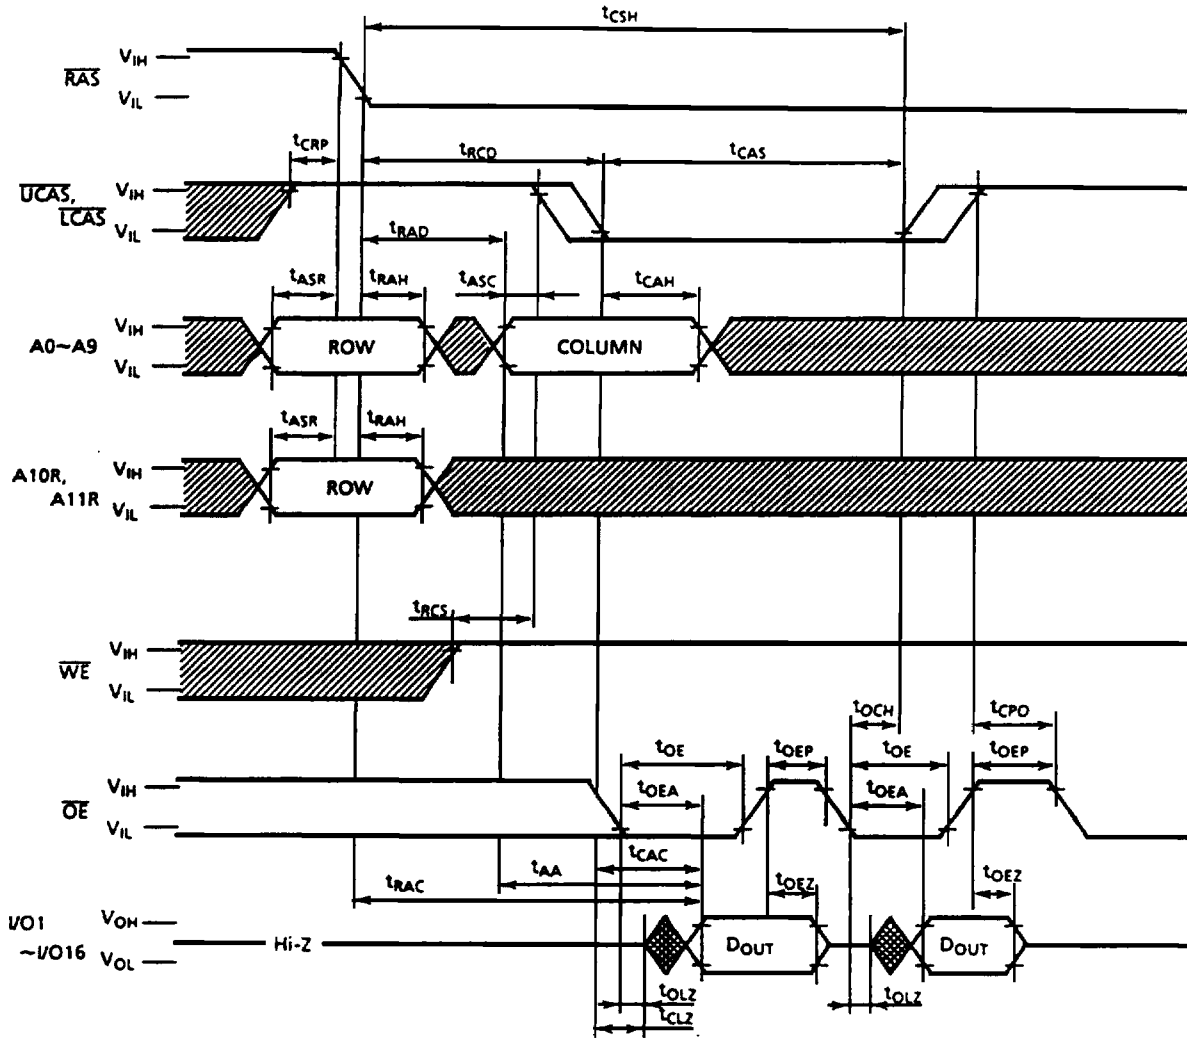 tCSH
VIH
RAS
VIL
tCRP
tRCD
tCAS
UCAS,
VIH
LCAS
VIL
tRAD
tASR
tRAH
tASC
tCAH
VIH
A0~A9
ROW
COLUMN
VIL
tASR
tRAH
A10R,
VIH
A11R
ROW
VIL
tRCS
VIH
WE
VIL
tOCH
tCPO
tOE
tOEP
tOE
tOEP
VIH
tOEA
tOEA
OE
VIL
tCAC
tAA
tOEZ
tOEZ
tRAC
I/O1
VOH
~I/O16
Hi-Z
DOUT
DOUT
VOL
tOLZ
tOLZ
tCLZ